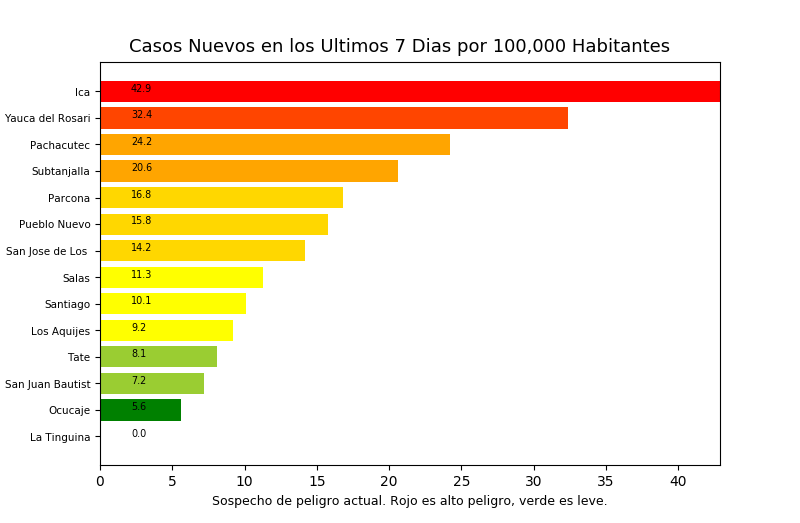 Casos Nuevos en los Ultimos 7 Dias por 100,000 Habitantes
Ica 42.9
Yauca del Rosari 32.4
Pachacutec 24.2
Subtanjalla 20.6
Parcona 16.8
Pueblo Nuevo 15.8
San Jose de Los 14.2
Salas 11.3
Santiago 10.1
Los Aquijes 9.2
Tate 8.1
San Juan Bautist 7.2
Ocucaje 5.6
La Tinguina 0.0
0 5 10 15 20 25 30 35 40
Sospecho de peligro actual. Rojo es alto peligro, verde es leve.